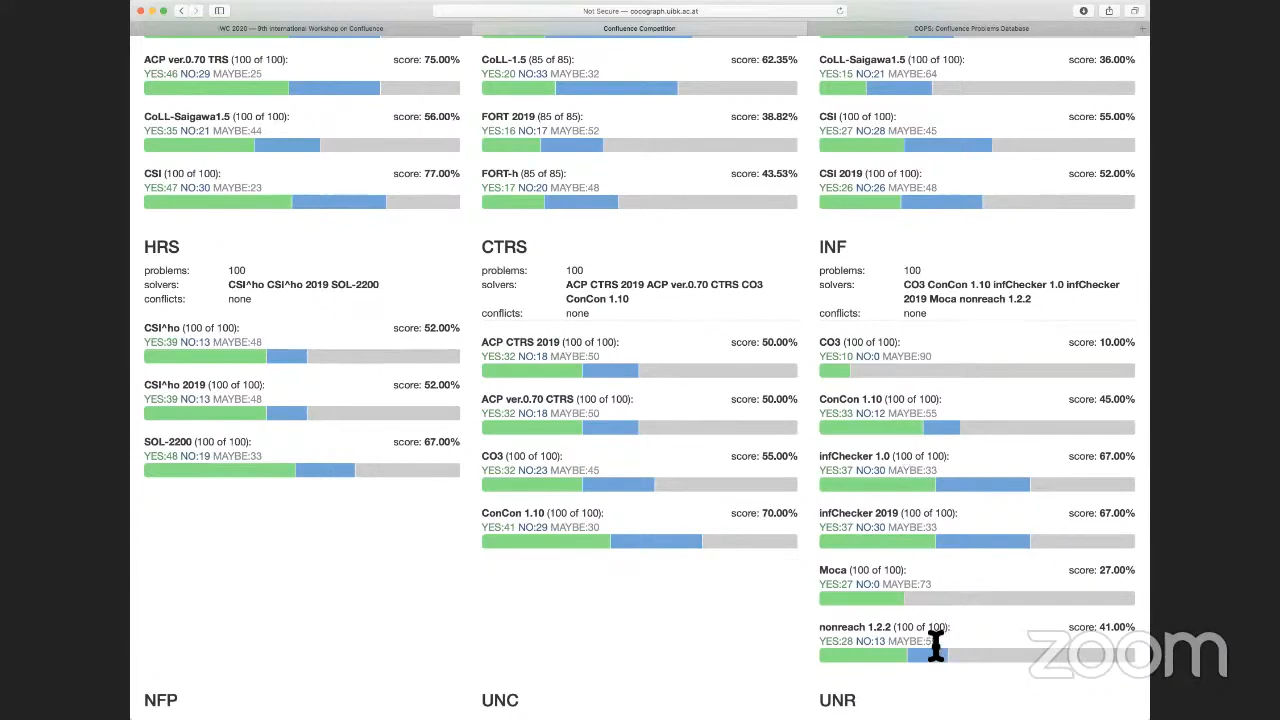 Not Secure — cocograph.uibk.ac.at
IWC 2020 — 9th International Workshop on Confluence
Confluence Competition
COPS: Confluence Problems Database
ACP ver.0.70 TRS (100 of 100): score: 75.00%
YES:46 NO:29 MAYBE:25
CoLL-Saigawa1.5 (100 of 100): score: 56.00%
YES:35 NO:21 MAYBE:44
CSI (100 of 100): score: 77.00%
YES:47 NO:30 MAYBE:23
CoLL-1.5 (85 of 85): score: 62.35%
YES:20 NO:33 MAYBE:32
FORT 2019 (85 of 85): score: 38.82%
YES:16 NO:17 MAYBE:52
FORT-h (85 of 85): score: 43.53%
YES:17 NO:20 MAYBE:48
CoLL-Saigawa1.5 (100 of 100): score: 36.00%
YES:15 NO:21 MAYBE:64
CSI (100 of 100): score: 55.00%
YES:27 NO:28 MAYBE:45
CSI 2019 (100 of 100): score: 52.00%
YES:26 NO:26 MAYBE:48
HRS
problems: 100
solvers: CSI^ho CSI^ho 2019 SOL-2200
conflicts: none
CSI^ho (100 of 100): score: 52.00%
YES:39 NO:13 MAYBE:48
CSI^ho 2019 (100 of 100): score: 52.00%
YES:39 NO:13 MAYBE:48
SOL-2200 (100 of 100): score: 67.00%
YES:48 NO:19 MAYBE:33
CTRS
problems: 100
solvers: ACP CTRS 2019 ACP ver.0.70 CTRS CO3
ConCon 1.10
conflicts: none
ACP CTRS 2019 (100 of 100): score: 50.00%
YES:32 NO:18 MAYBE:50
ACP ver.0.70 CTRS (100 of 100): score: 50.00%
YES:32 NO:18 MAYBE:50
CO3 (100 of 100): score: 55.00%
YES:32 NO:23 MAYBE:45
ConCon 1.10 (100 of 100): score: 70.00%
YES:41 NO:29 MAYBE:30
INF
problems: 100
solvers: CO3 ConCon 1.10 infChecker 1.0 infChecker
2019 Moca nonreach 1.2.2
conflicts: none
CO3 (100 of 100): score: 10.00%
YES:10 NO:0 MAYBE:90
ConCon 1.10 (100 of 100): score: 45.00%
YES:33 NO:12 MAYBE:55
infChecker 1.0 (100 of 100): score: 67.00%
YES:37 NO:30 MAYBE:33
infChecker 2019 (100 of 100): score: 67.00%
YES:37 NO:30 MAYBE:33
Moca (100 of 100): score: 27.00%
YES:27 NO:0 MAYBE:73
nonreach 1.2.2 (100 of 100): score: 41.00%
YES:28 NO:13
zoom
NFP
UNC
UNR